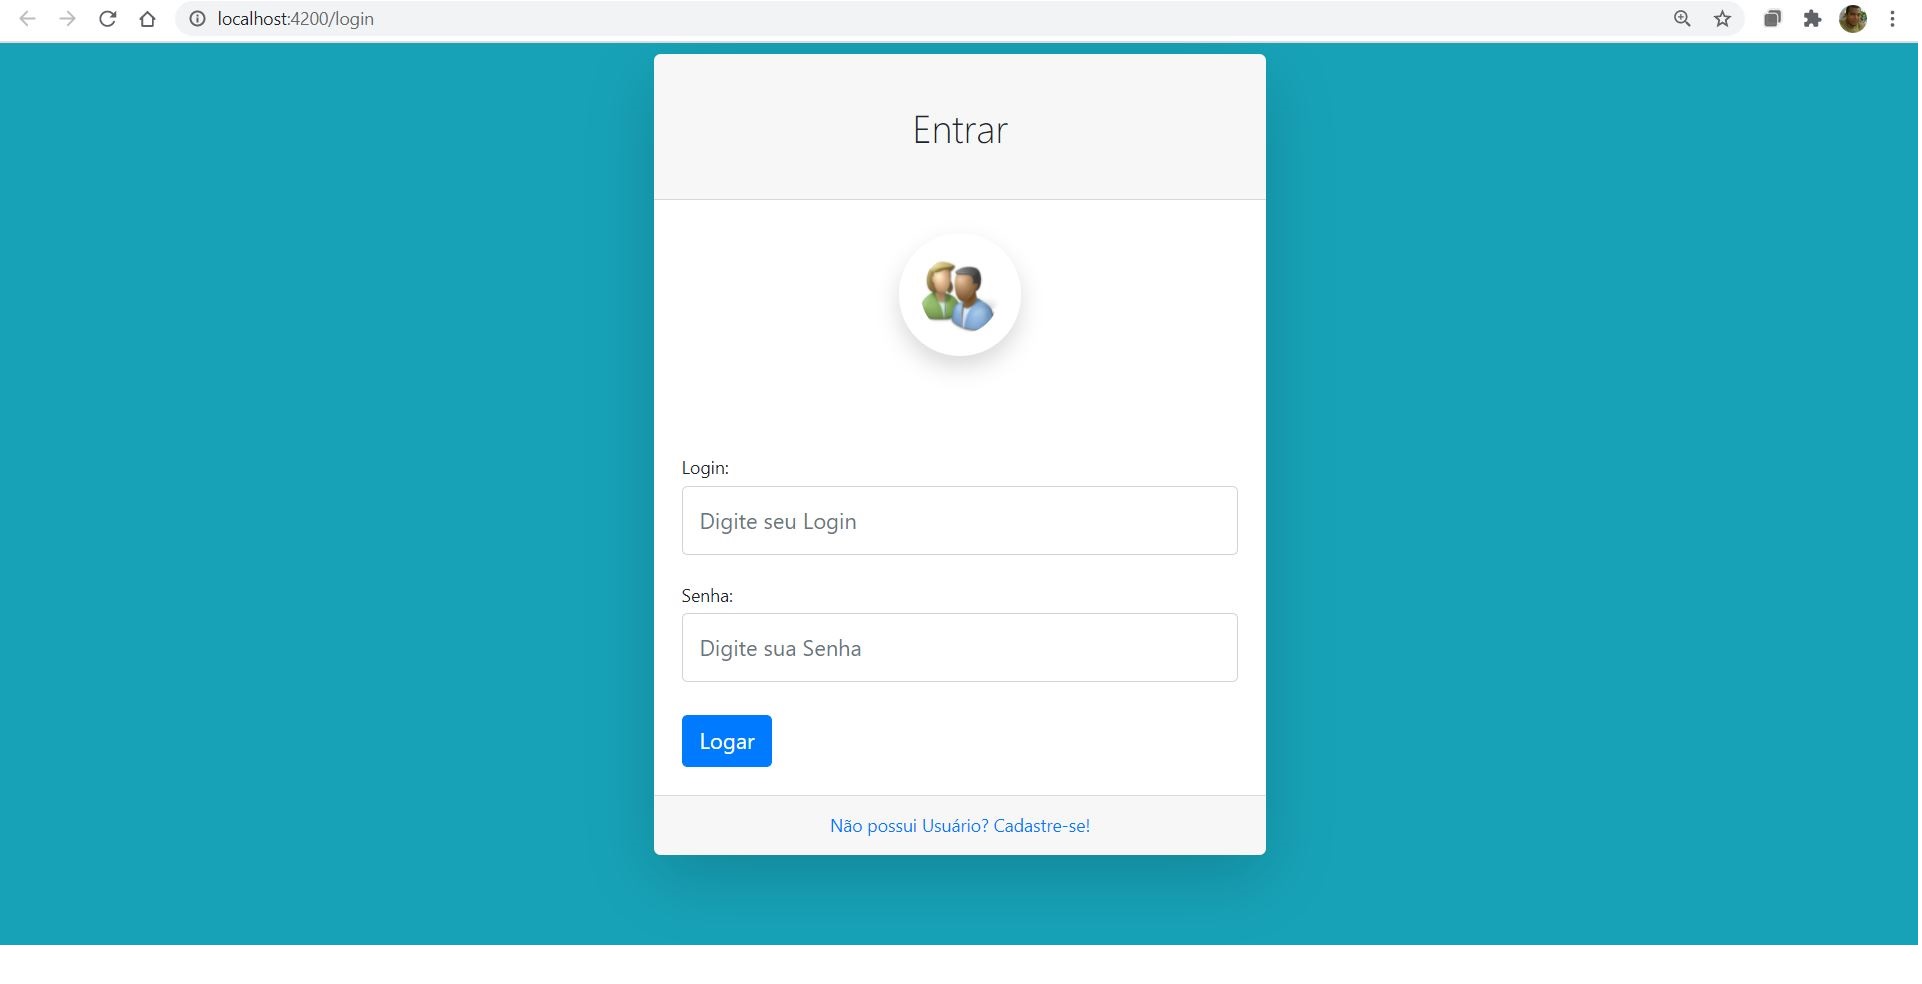 localhost:4200/login
Entrar
Login:
Digite seu Login
Senha:
Digite sua Senha
Logar
Não possui Usuário? Cadastre-se!